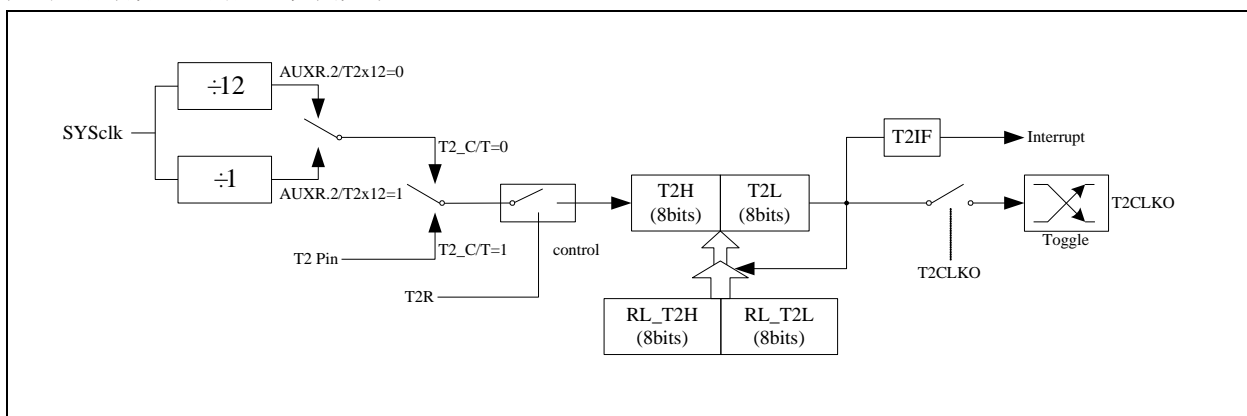 ÷12
AUXR.2/T2x12=0
SYSclk
T2_C/T=0
÷1
AUXR.2/T2x12=1
T2 Pin
T2_C/T=1
T2R
control
T2H
(8bits)
T2L
(8bits)
RL_T2H
(8bits)
RL_T2L
(8bits)
T2IF
Interrupt
T2CLKO
Toggle
T2CLKO